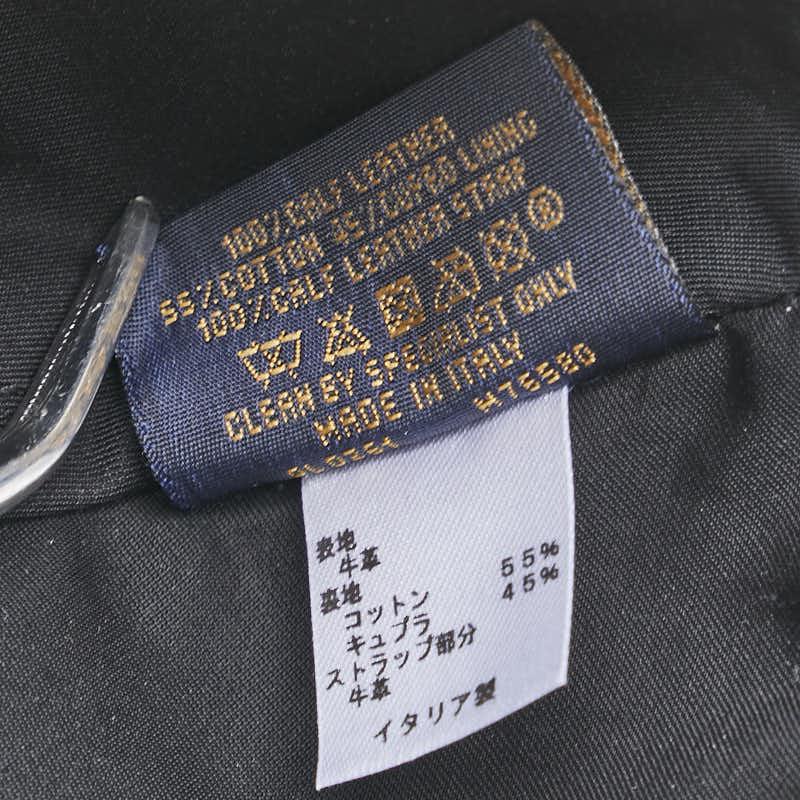 100%CALF LEATHER
55%COTTON 45%CUPRO LINING
100%CALF LEATHER STRAP
CLEAN BY SPECIALIST ONLY
MADE IN ITALY
表地
牛革
裏地
コットン 55%
キュプラ 45%
ストラップ部分
牛革
イタリア製